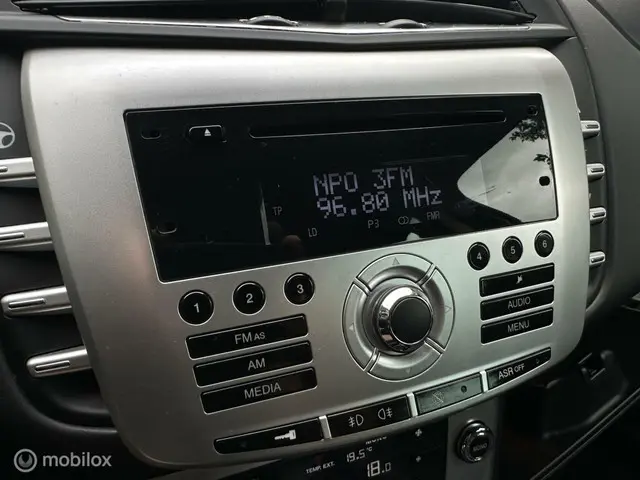 NPO 3FM
96.80 MHz
TP
LD
P3
FMR
1
2
3
4
5
6
FM AS
AM
MEDIA
AUDIO
MENU
ASR OFF
MONO
TEMP. EXT.
19.5°C
18.0
mobilox